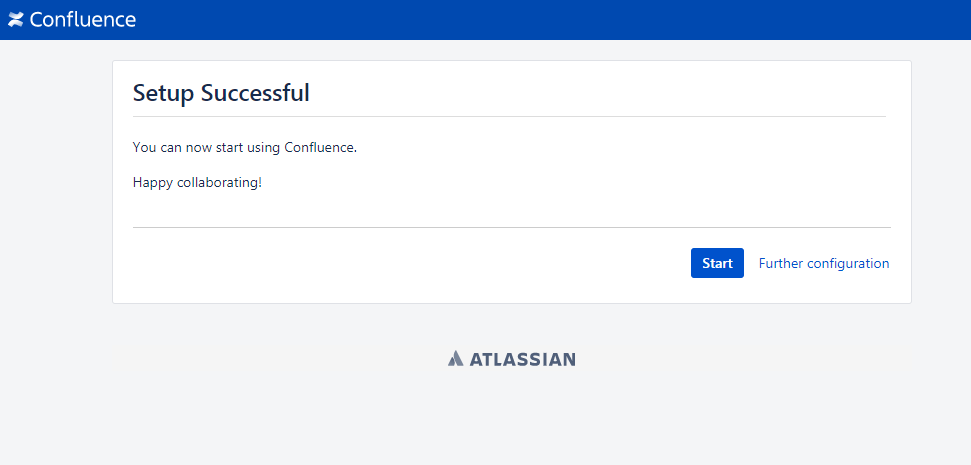 Confluence
Setup Successful
You can now start using Confluence.
Happy collaborating!
Start Further configuration
ATLASSIAN